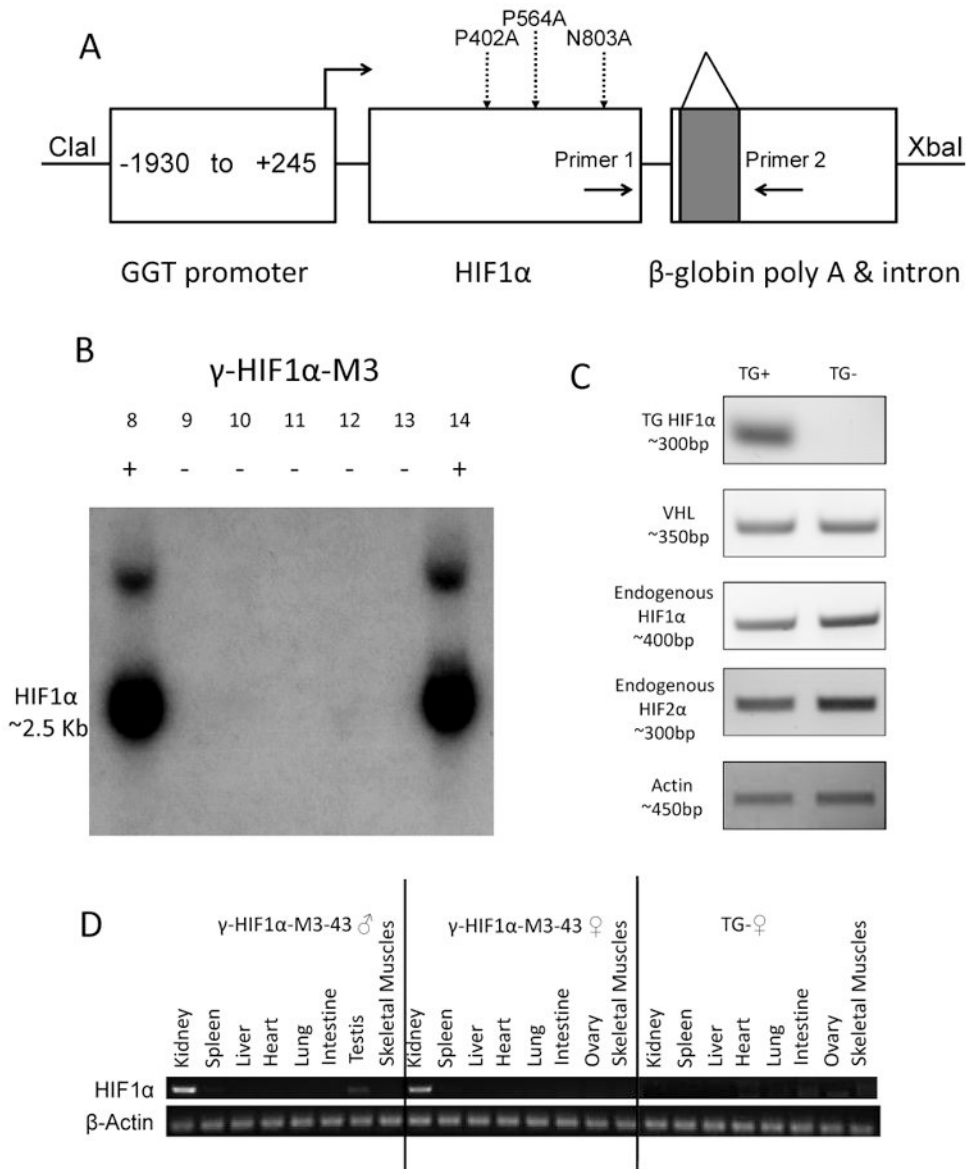 A
P402A
P564A
N803A
ClaI
-1930 to +245
Primer 1
Primer 2
XbaI
GGT promoter
HIF1α
β-globin poly A & intron
B
γ-HIF1α-M3
8 9 10 11 12 13 14
+ - - - - - +
HIF1α
~2.5 Kb
C
TG+ TG-
TG HIF1α
~300bp
VHL
~350bp
Endogenous
HIF1α
~400bp
Endogenous
HIF2α
~300bp
Actin
~450bp
D
γ-HIF1α-M3-43 ♂
γ-HIF1α-M3-43 ♀
TG-♀
Kidney
Spleen
Liver
Heart
Lung
Intestine
Testis
Skeletal Muscles
Kidney
Spleen
Liver
Heart
Lung
Intestine
Ovary
Skeletal Muscles
Kidney
Spleen
Liver
Heart
Lung
Intestine
Ovary
Skeletal Muscles
HIF1α
β-Actin